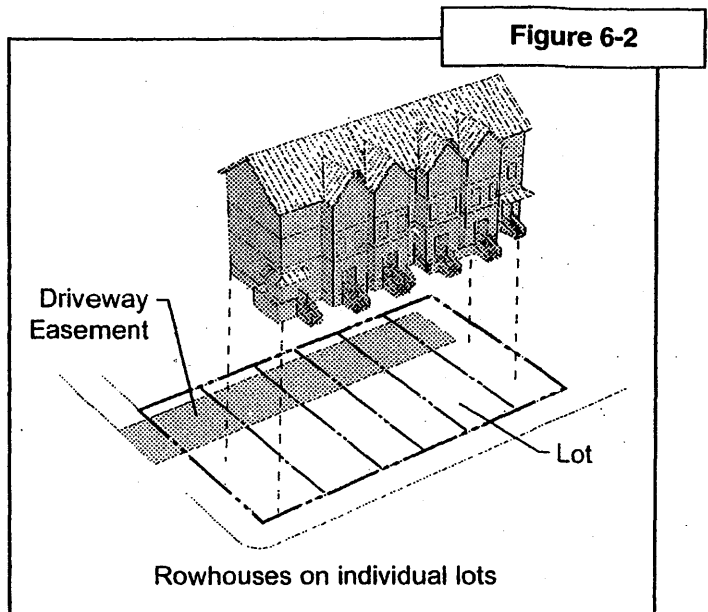 Figure 6-2
Driveway
Easement
Lot
Rowhouses on individual lots